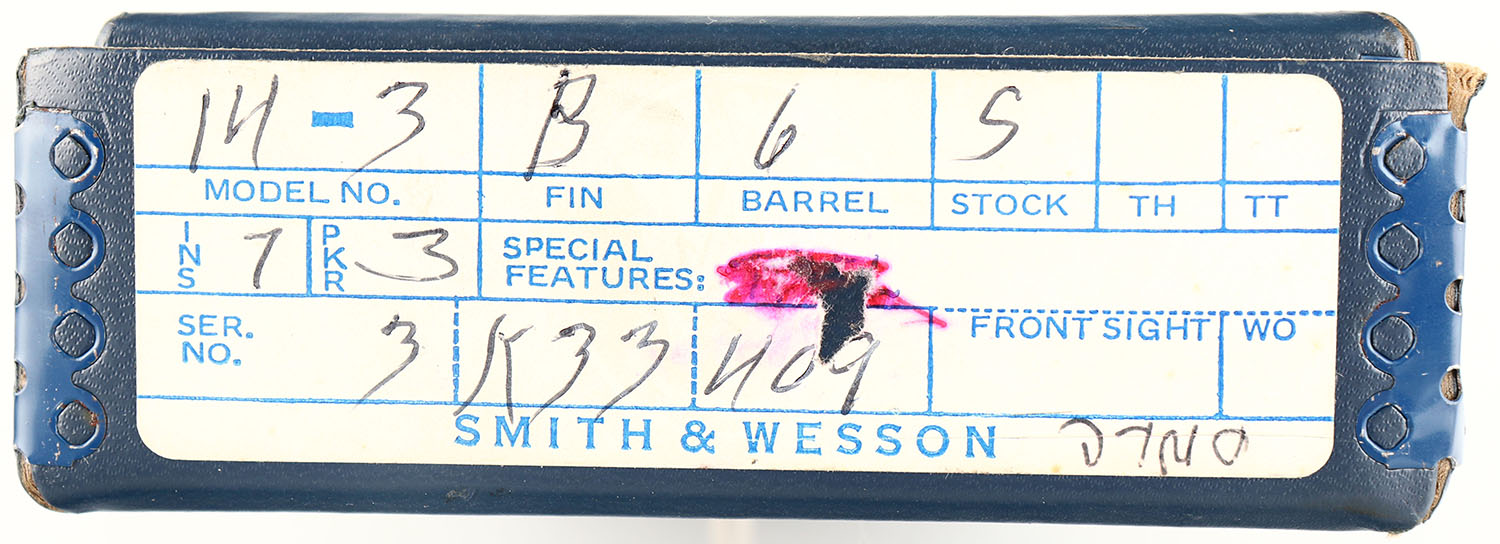 14-3 B 6 S
MODEL NO. FIN BARREL STOCK TH TT
INS 7 PKR 3 SPECIAL FEATURES:
SER. NO. 3K33409 FRONT SIGHT WO
SMITH & WESSON